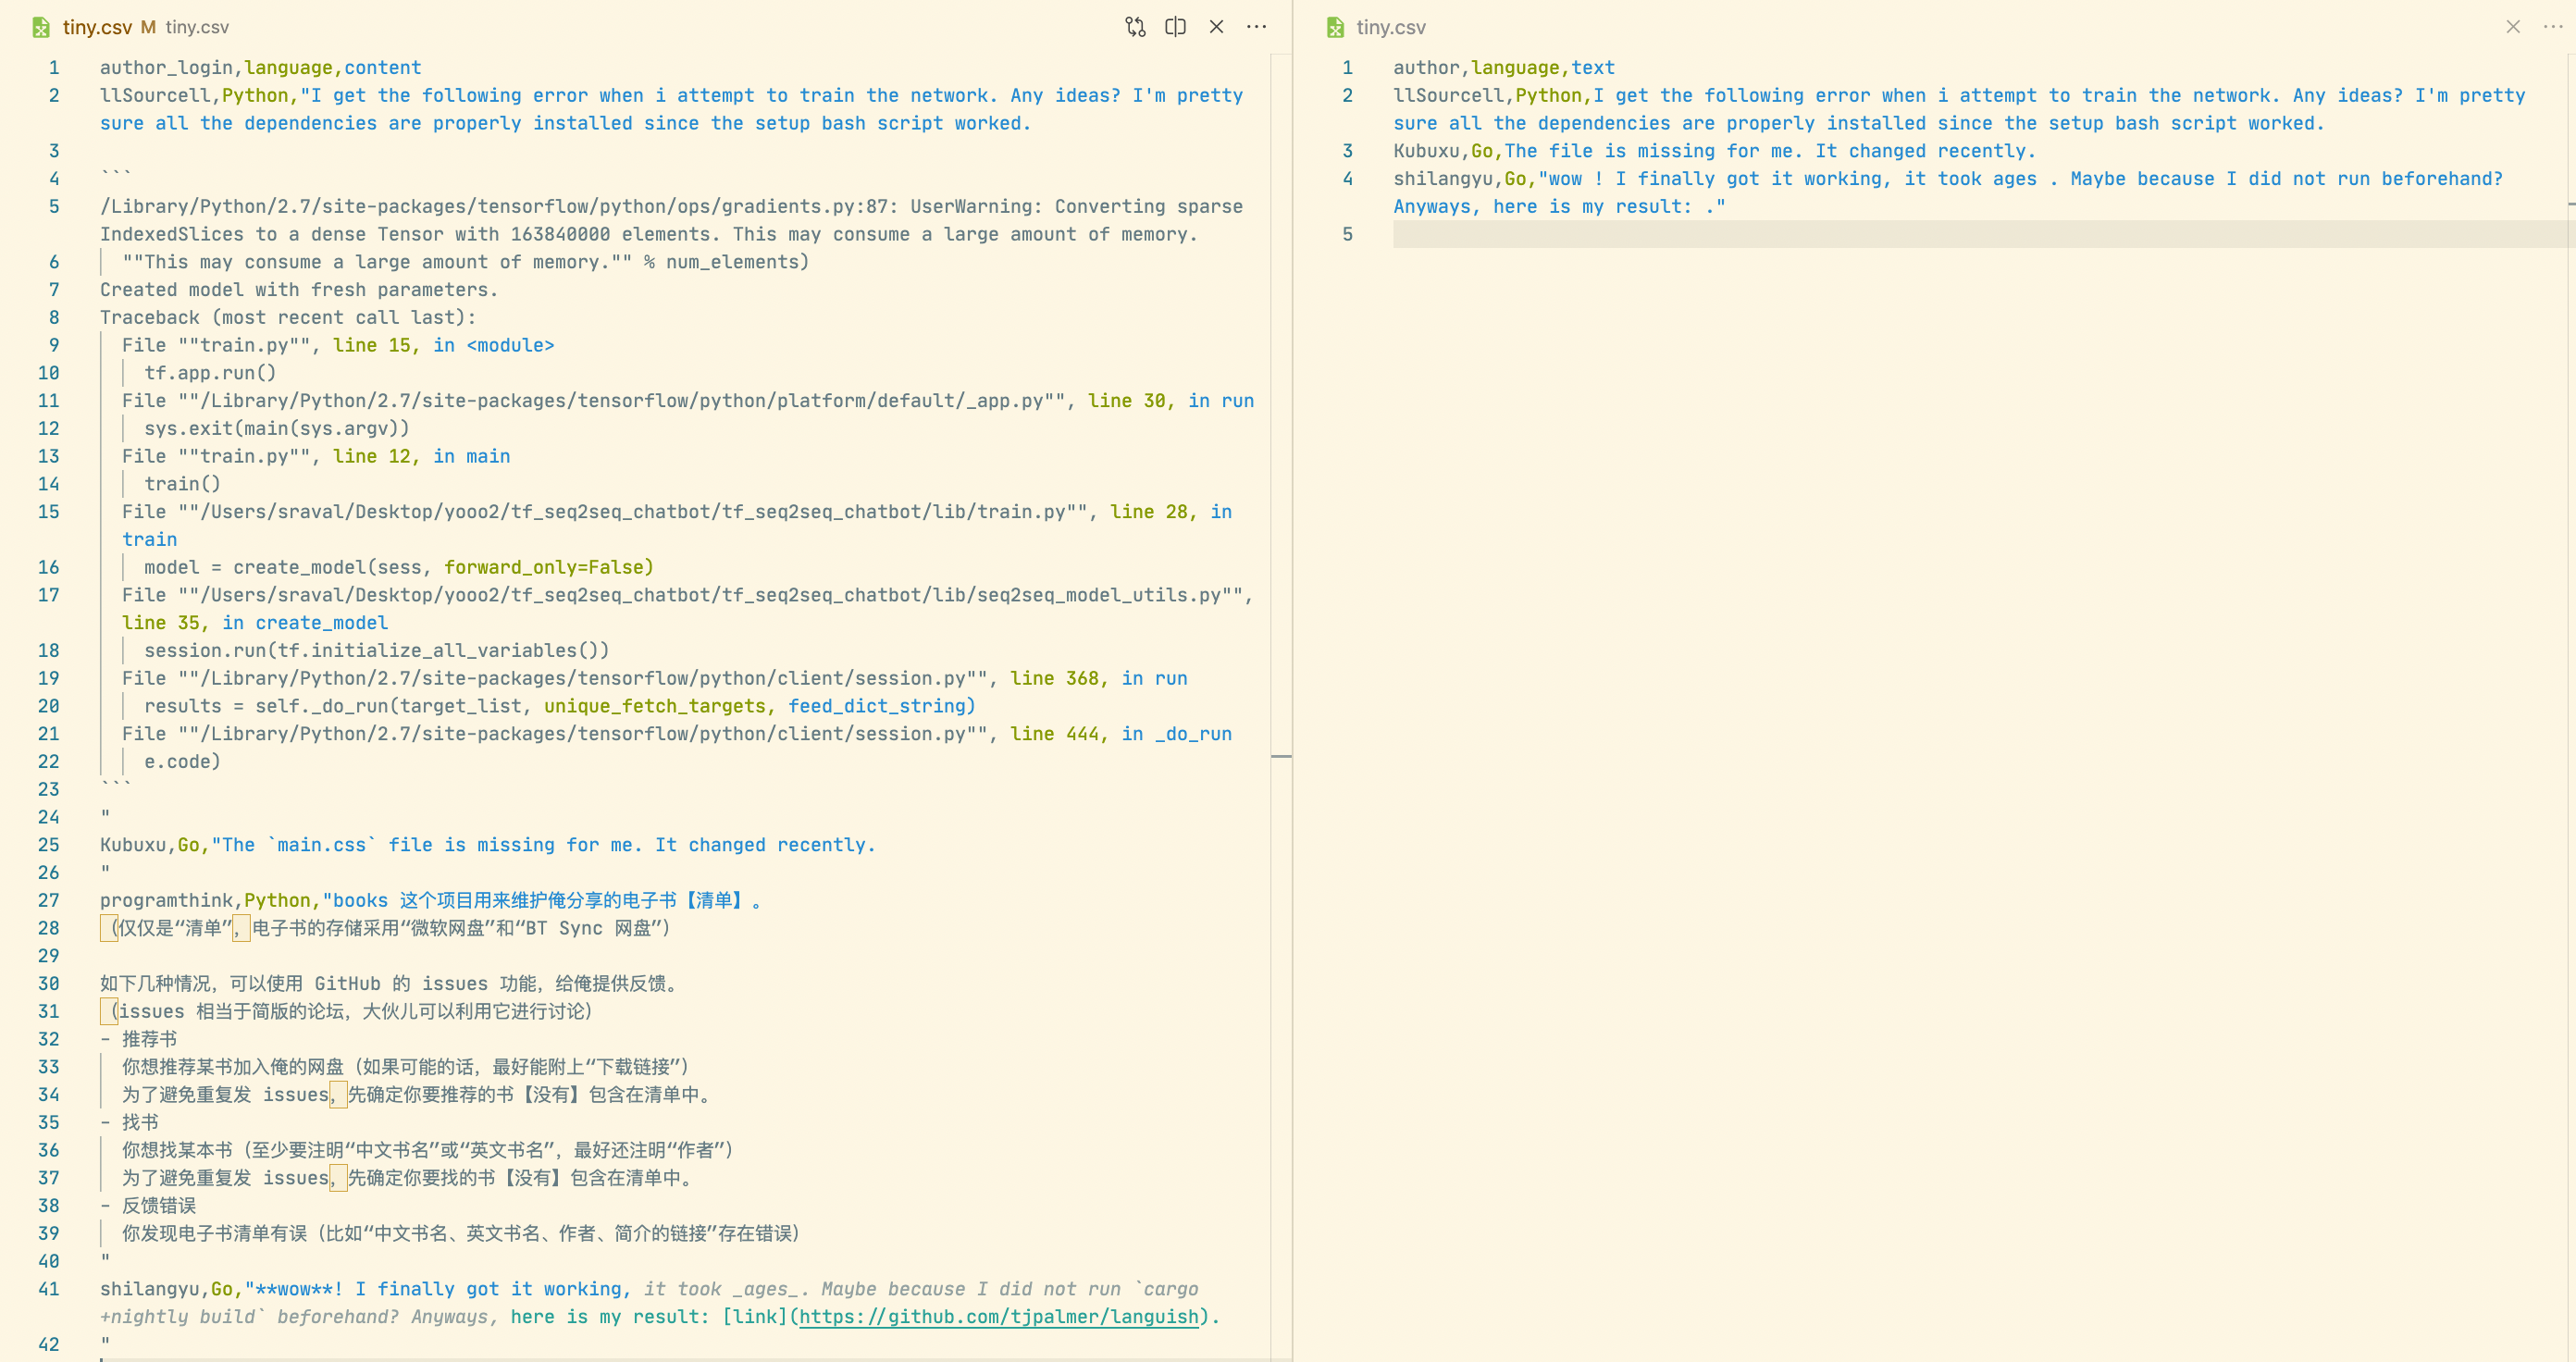 tiny.csv M tiny.csv
1 author_login,language,content
2 llSourcell,Python,"I get the following error when i attempt to train the network. Any ideas? I'm pretty
sure all the dependencies are properly installed since the setup bash script worked.
3
4 ```
5 /Library/Python/2.7/site-packages/tensorflow/python/ops/gradients.py:87: UserWarning: Converting sparse
IndexedSlices to a dense Tensor with 163840000 elements. This may consume a large amount of memory.
6 ""This may consume a large amount of memory."" % num_elements)
7 Created model with fresh parameters.
8 Traceback (most recent call last):
9 File ""train.py"", line 15, in <module>
10 tf.app.run()
11 File ""/Library/Python/2.7/site-packages/tensorflow/python/platform/default/_app.py"", line 30, in run
12 sys.exit(main(sys.argv))
13 File ""train.py"", line 12, in main
14 train()
15 File ""/Users/sraval/Desktop/yooo2/tf_seq2seq_chatbot/tf_seq2seq_chatbot/lib/train.py"", line 28, in
train
16 model = create_model(sess, forward_only=False)
17 File ""/Users/sraval/Desktop/yooo2/tf_seq2seq_chatbot/tf_seq2seq_chatbot/lib/seq2seq_model_utils.py"",
line 35, in create_model
18 session.run(tf.initialize_all_variables())
19 File ""/Library/Python/2.7/site-packages/tensorflow/python/client/session.py"", line 368, in run
20 results = self._do_run(target_list, unique_fetch_targets, feed_dict_string)
21 File ""/Library/Python/2.7/site-packages/tensorflow/python/client/session.py"", line 444, in _do_run
22 e.code)
23 ```
24 "
25 Kubuxu,Go,"The `main.css` file is missing for me. It changed recently.
26 "
27 programthink,Python,"books 这个项目用来维护俺分享的电子书【清单】。
28 （仅仅是“清单”，电子书的存储采用“微软网盘”和“BT Sync 网盘”）
29
30 如下几种情况，可以使用 GitHub 的 issues 功能，给俺提供反馈。
31 （issues 相当于简版的论坛，大伙儿可以利用它进行讨论）
32 - 推荐书
33 你想推荐某书加入俺的网盘（如果可能的话，最好能附上“下载链接”）
34 为了避免重复发 issues，先确定你要推荐的书【没有】包含在清单中。
35 - 找书
36 你想找某本书（至少要注明“中文书名”或“英文书名”，最好还注明“作者”）
37 为了避免重复发 issues，先确定你要找的书【没有】包含在清单中。
38 - 反馈错误
39 你发现电子书清单有误（比如“中文书名、英文书名、作者、简介的链接”存在错误）
40 "
41 shilangyu,Go,"**wow**! I finally got it working, it took _ages_. Maybe because I did not run `cargo
+nightly build` beforehand? Anyways, here is my result: [link](https://github.com/tjpalmer/languish).
42 "
tiny.csv
1 author,language,text
2 llSourcell,Python,I get the following error when i attempt to train the network. Any ideas? I'm pretty
sure all the dependencies are properly installed since the setup bash script worked.
3 Kubuxu,Go,The file is missing for me. It changed recently.
4 shilangyu,Go,"wow ! I finally got it working, it took ages . Maybe because I did not run beforehand?
Anyways, here is my result: ."
5